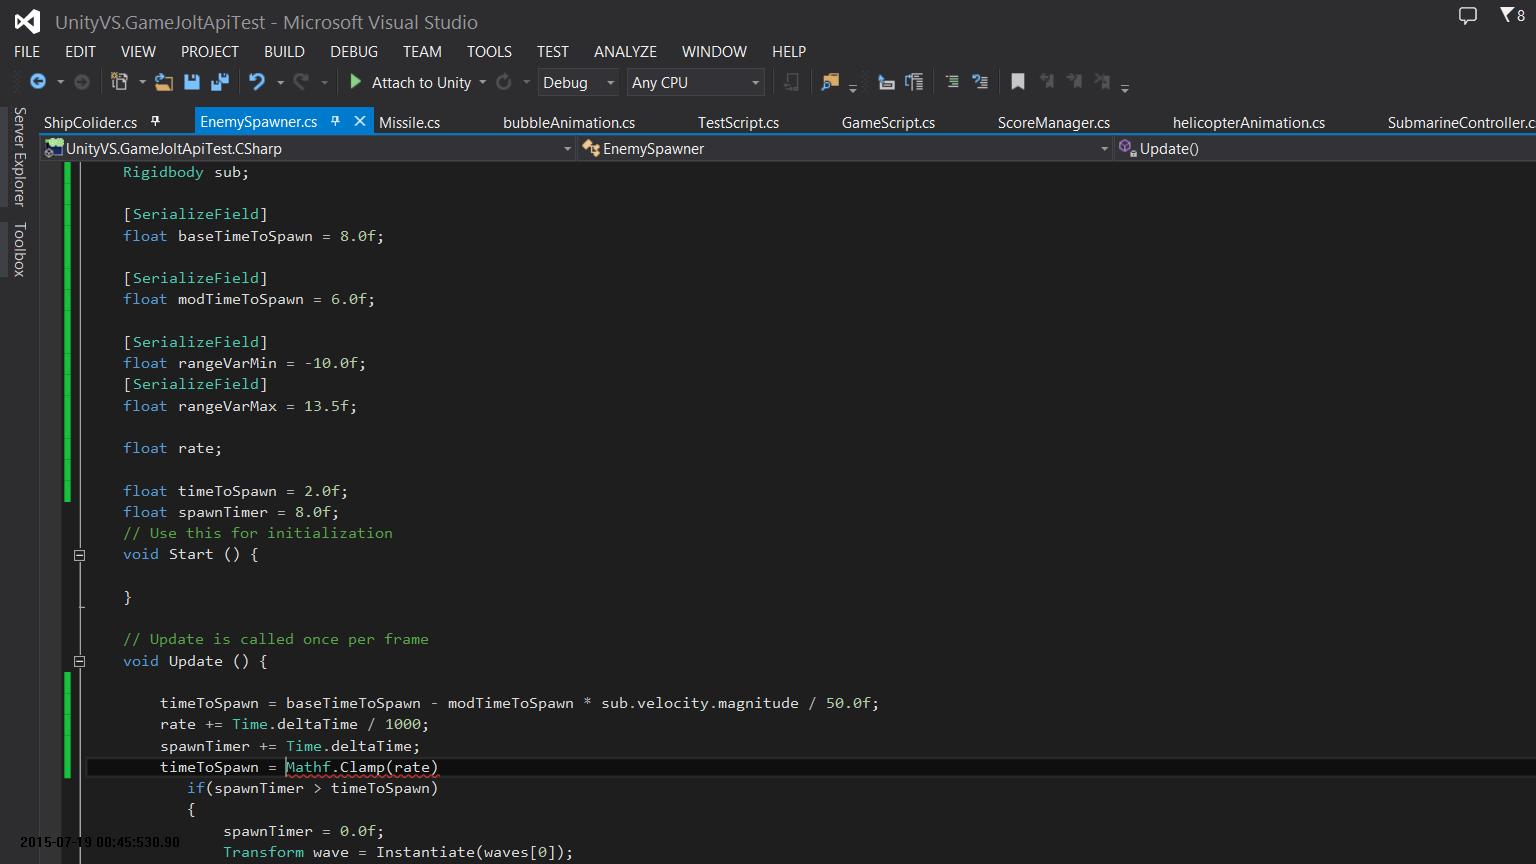 UnityVS.GameJoltApiTest - Microsoft Visual Studio
8
FILE EDIT VIEW PROJECT BUILD DEBUG TEAM TOOLS TEST ANALYZE WINDOW HELP
Attach to Unity Debug Any CPU
Server Explorer
Toolbox
ShipColider.cs EnemySpawner.cs Missile.cs bubbleAnimation.cs TestScript.cs GameScript.cs ScoreManager.cs helicopterAnimation.cs SubmarineController.cs
UnityVS.GameJoltApiTest.CSharp EnemySpawner Update()
Rigidbody sub;
[SerializeField]
float baseTimeToSpawn = 8.0f;
[SerializeField]
float modTimeToSpawn = 6.0f;
[SerializeField]
float rangeVarMin = -10.0f;
[SerializeField]
float rangeVarMax = 13.5f;
float rate;
float timeToSpawn = 2.0f;
float spawnTimer = 8.0f;
// Use this for initialization
void Start () {
}
// Update is called once per frame
void Update () {
timeToSpawn = baseTimeToSpawn - modTimeToSpawn * sub.velocity.magnitude / 50.0f;
rate += Time.deltaTime / 1000;
spawnTimer += Time.deltaTime;
timeToSpawn = Mathf.Clamp(rate)
if(spawnTimer > timeToSpawn)
{
spawnTimer = 0.0f;
Transform wave = Instantiate(waves[0]);
2015-07-19 00:45:530.90